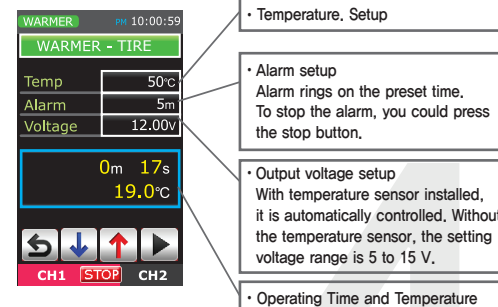 WARMER PM 10:00:59
WARMER - TIRE
Temp 50℃
Alarm 5m
Voltage 12.00v
0m 17s
19.0℃
CH1 STOP CH2
· Temperature. Setup
· Alarm setup
Alarm rings on the preset time.
To stop the alarm, you could press
the stop button.
· Output voltage setup
With temperature sensor installed,
it is automatically controlled. Without
the temperature sensor, the setting
voltage range is 5 to 15 V.
· Operating Time and Temperature